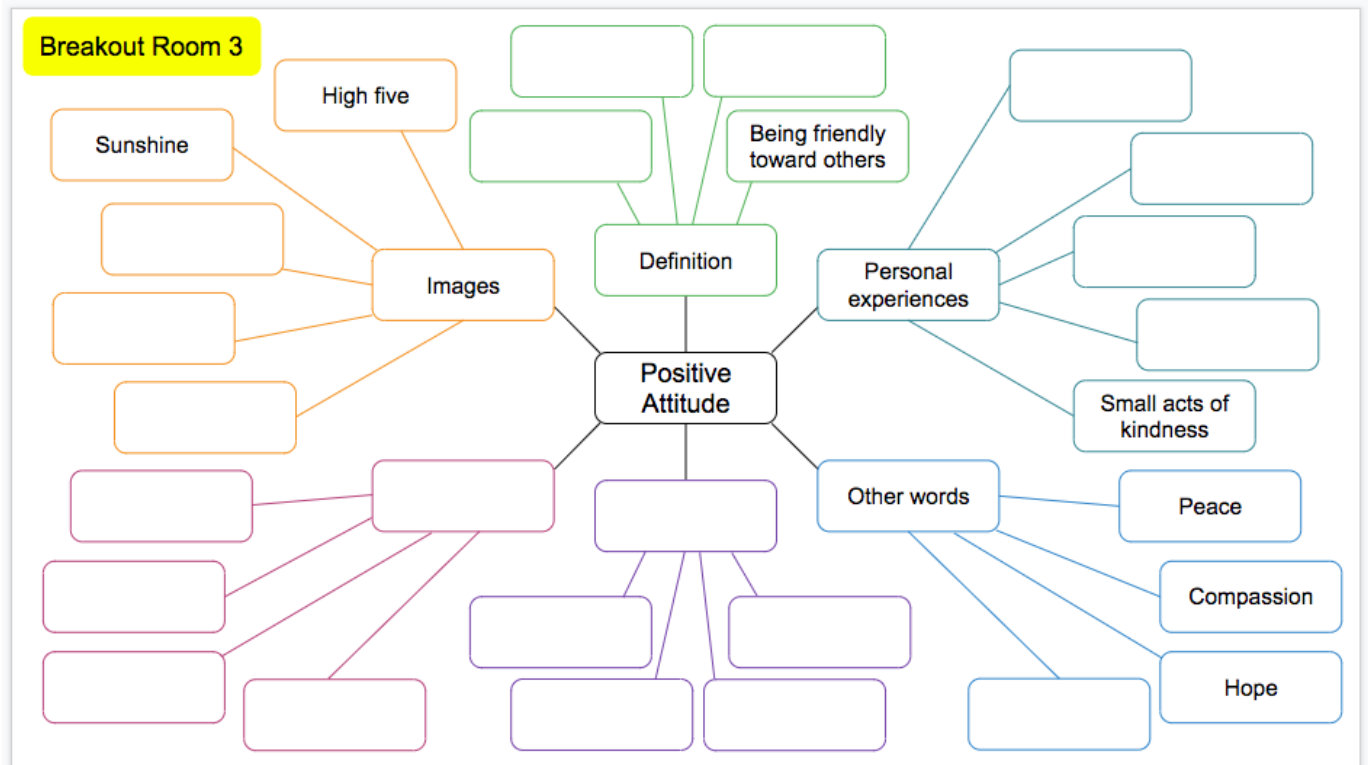 Breakout Room 3
High five
Sunshine
Images
Being friendly
toward others
Definition
Personal
experiences
Small acts of
kindness
Positive
Attitude
Other words
Peace
Compassion
Hope